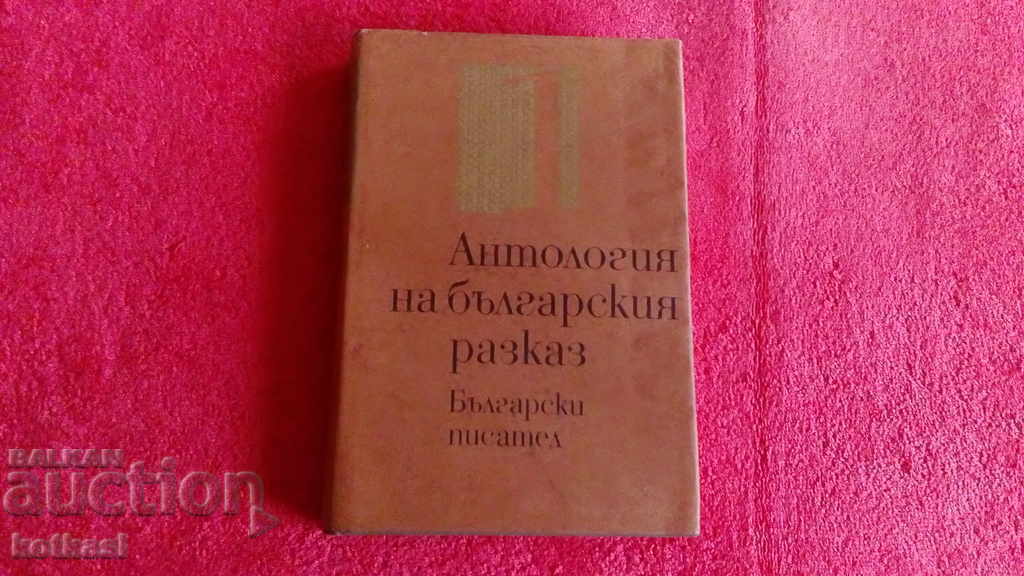 Антология
на българския
разказ
Български
писател
BALKAN
auction
kotkasl